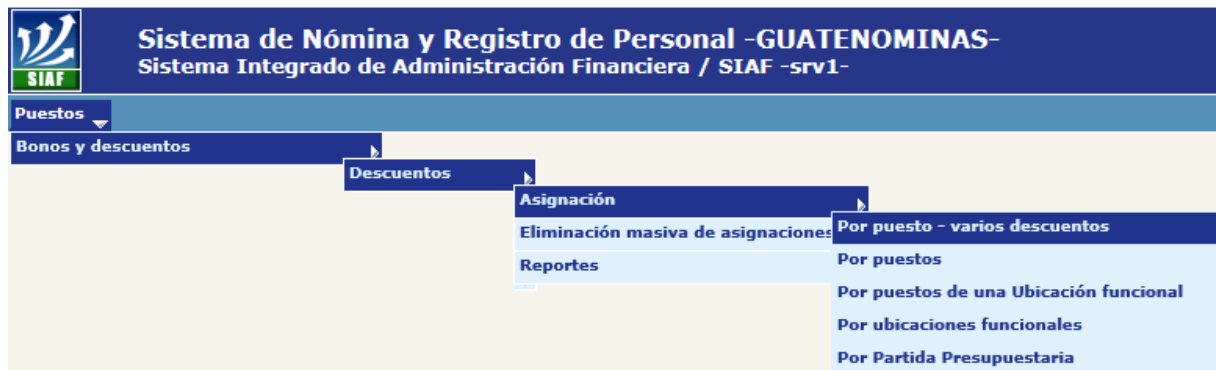 SIAF
Sistema de Nómina y Registro de Personal -GUATENOMINAS-
Sistema Integrado de Administración Financiera / SIAF -srv1-
Puestos
Bonos y descuentos
Descuentos
Asignación
Eliminación masiva de asignaciones
Reportes
Por puesto - varios descuentos
Por puestos
Por puestos de una Ubicación funcional
Por ubicaciones funcionales
Por Partida Presupuestaria